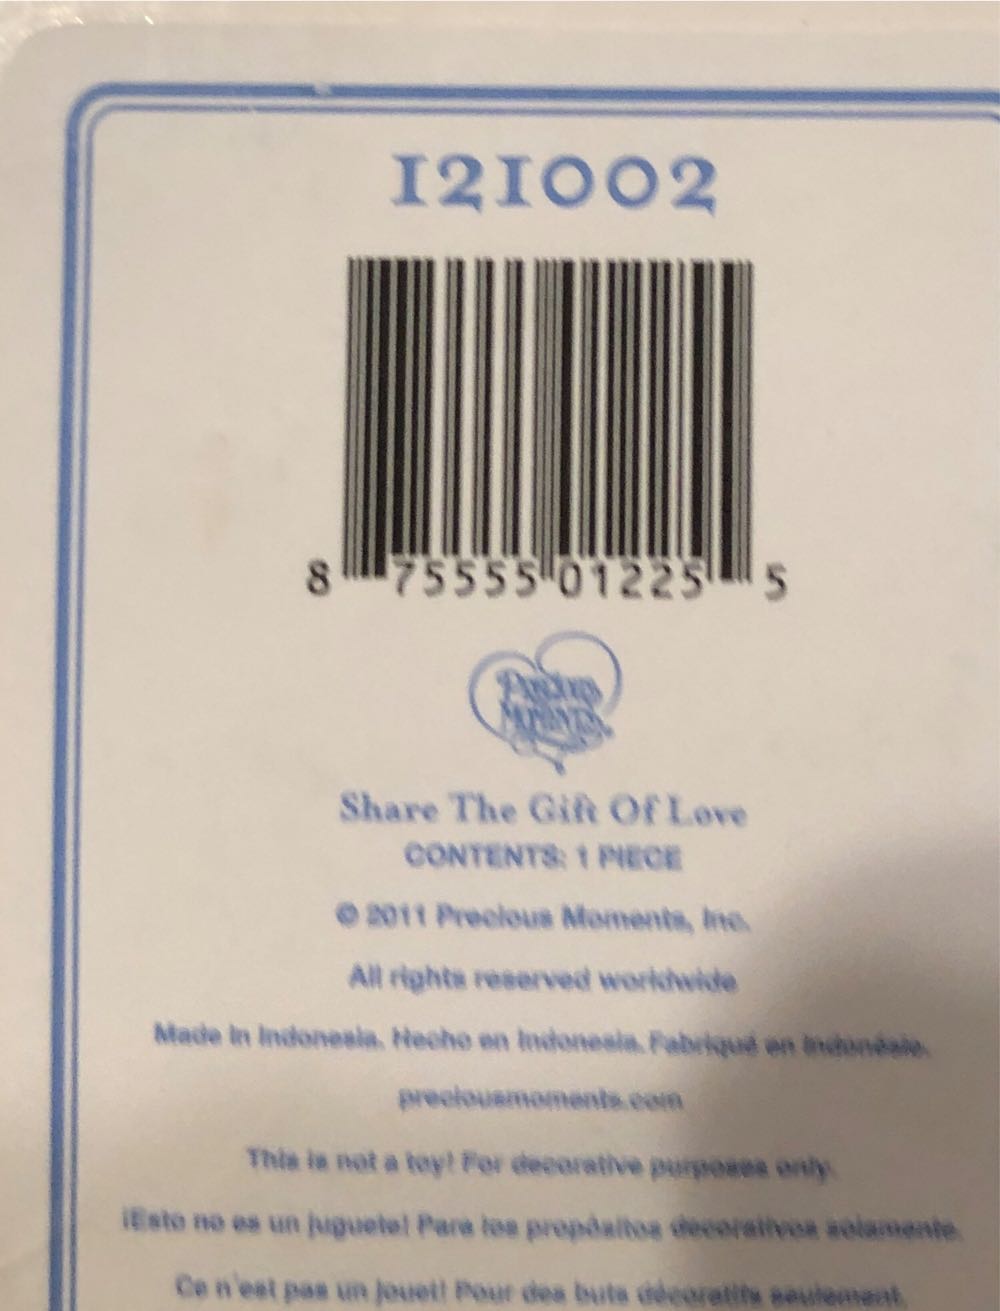 121002
8 75555 01225 5
Precious
Moments
Share The Gift Of Love
CONTENTS: 1 PIECE
© 2011 Precious Moments, Inc.
All rights reserved worldwide
Made in Indonesia. Hecho en Indonesia. Fabriqué en Indonésie.
preciousmoments.com
This is not a toy! For decorative purposes only.
¡Esto no es un juguete! Para los propósitos decorativos solamente.
Ce n'est pas un jouet! Pour des buts décoratifs seulement.